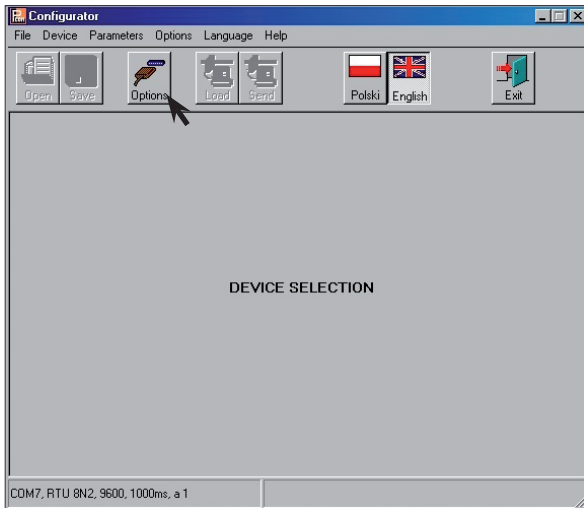 Configurator
File Device Parameters Options Language Help
Open Save Options Load Send Polski English Exit
DEVICE SELECTION
COM7, RTU 8N2, 9600, 1000ms, a 1